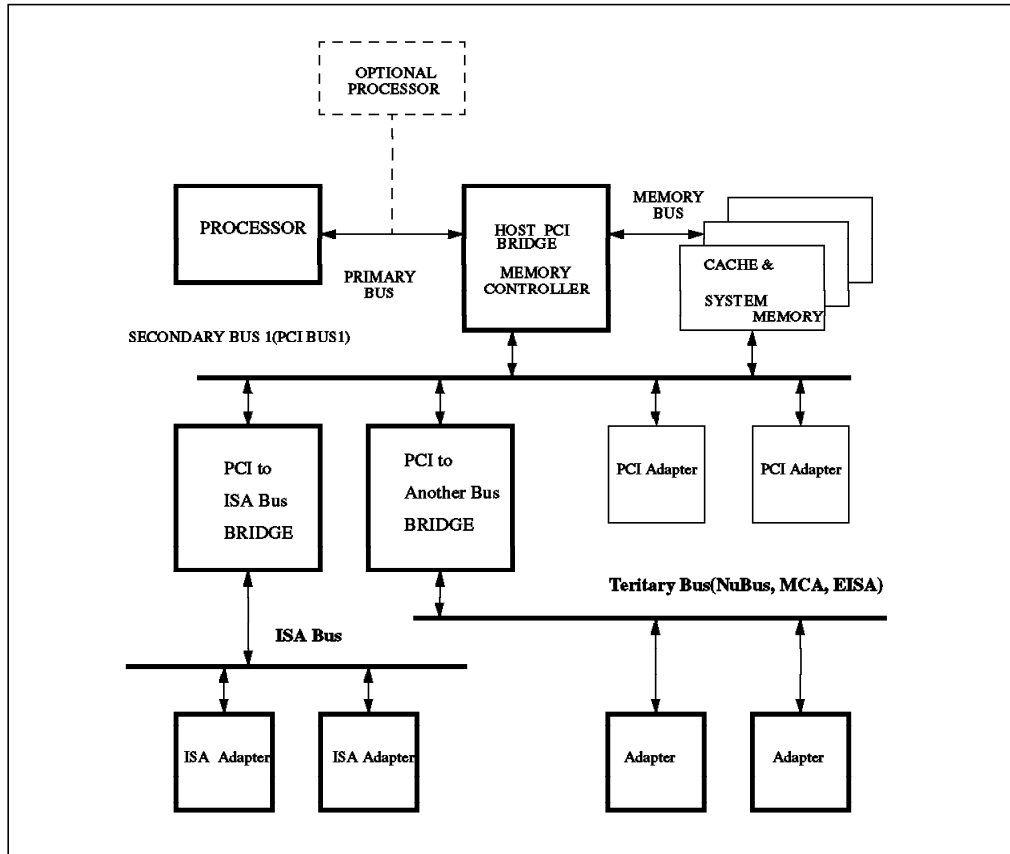 OPTIONAL
PROCESSOR
PROCESSOR
PRIMARY
BUS
HOST PCI
BRIDGE
MEMORY
CONTROLLER
MEMORY
BUS
CACHE &
SYSTEM
MEMORY
SECONDARY BUS 1(PCI BUS1)
PCI to
ISA Bus
BRIDGE
PCI to
Another Bus
BRIDGE
PCI Adapter
PCI Adapter
Teritary Bus(NuBus, MCA, EISA)
ISA Bus
ISA Adapter
ISA Adapter
Adapter
Adapter